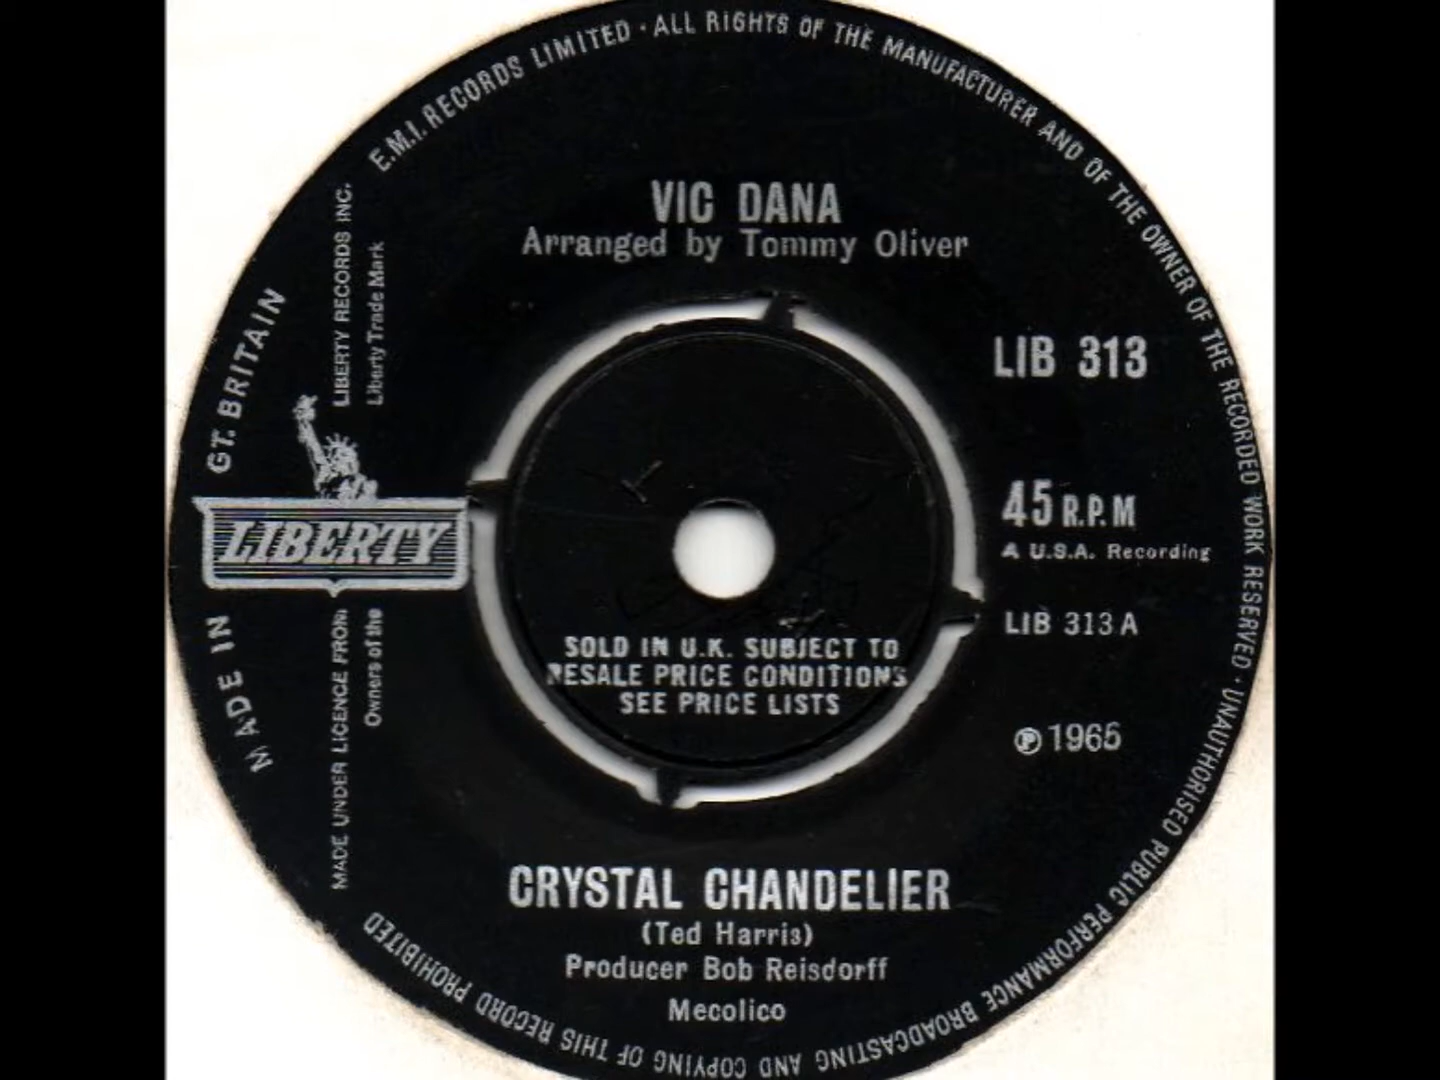 E.M.I. RECORDS LIMITED · ALL RIGHTS OF THE MANUFACTURER AND OF THE OWNER OF THE RECORDED WORK RESERVED · UNAUTHORISED PUBLIC PERFORMANCE BROADCASTING AND COPYING OF THIS RECORD PROHIBITED
VIC DANA
Arranged by Tommy Oliver
LIBERTY RECORDS INC.
Liberty Trade Mark
MADE IN GT. BRITAIN
LIBERTY
MADE UNDER LICENCE FROM
Owners of the
LIB 313
45 R.P.M
A U.S.A. Recording
LIB 313 A
℗ 1965
SOLD IN U.K. SUBJECT TO
RESALE PRICE CONDITIONS
SEE PRICE LISTS
CRYSTAL CHANDELIER
(Ted Harris)
Producer Bob Reisdorff
Mecolico